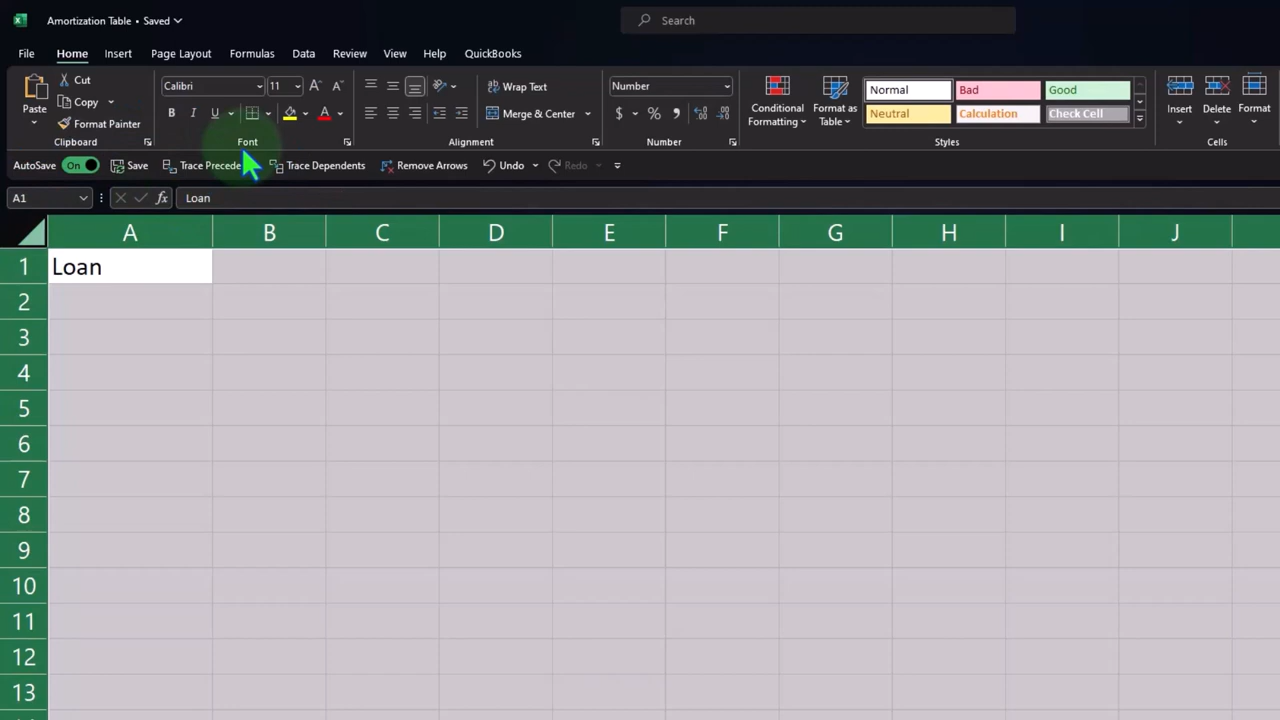 Amortization Table • Saved
Search
File Home Insert Page Layout Formulas Data Review View Help QuickBooks
Paste Cut Copy Format Painter Clipboard
Calibri 11 A A B I U A Font
Wrap Text Merge & Center Alignment
Number $ % , Number
Conditional Formatting Format as Table Normal Bad Good Neutral Calculation Check Cell Styles
Insert Delete Format Cells
AutoSave On Save Trace Precede Trace Dependents Remove Arrows Undo Redo
A1 fx Loan
A B C D E F G H I J
1 Loan
2
3
4
5
6
7
8
9
10
11
12
13